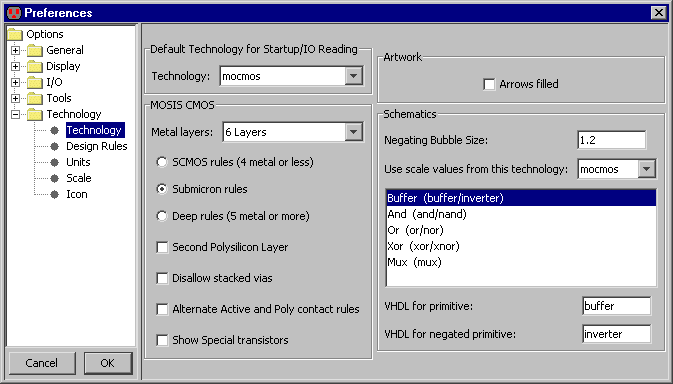 Preferences
Options
General
Display
I/O
Tools
Technology
Technology
Design Rules
Units
Scale
Icon
Cancel
OK
Default Technology for Startup/IO Reading
Technology: mocmos
MOSIS CMOS
Metal layers: 6 Layers
SCMOS rules (4 metal or less)
Submicron rules
Deep rules (5 metal or more)
Second Polysilicon Layer
Disallow stacked vias
Alternate Active and Poly contact rules
Show Special transistors
Artwork
Arrows filled
Schematics
Negating Bubble Size: 1.2
Use scale values from this technology: mocmos
Buffer (buffer/inverter)
And (and/nand)
Or (or/nor)
Xor (xor/xnor)
Mux (mux)
VHDL for primitive: buffer
VHDL for negated primitive: inverter